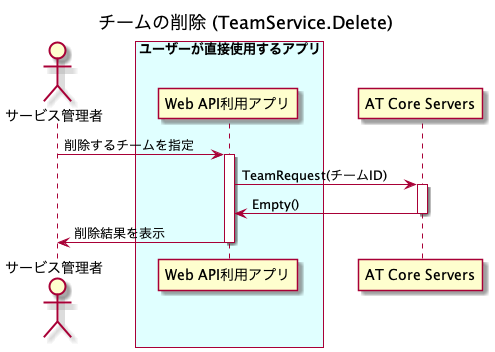 チームの削除 (TeamService.Delete)
ユーザーが直接使用するアプリ
サービス管理者
Web API利用アプリ
AT Core Servers
削除するチームを指定
TeamRequest(チームID)
Empty()
削除結果を表示
サービス管理者
Web API利用アプリ
AT Core Servers